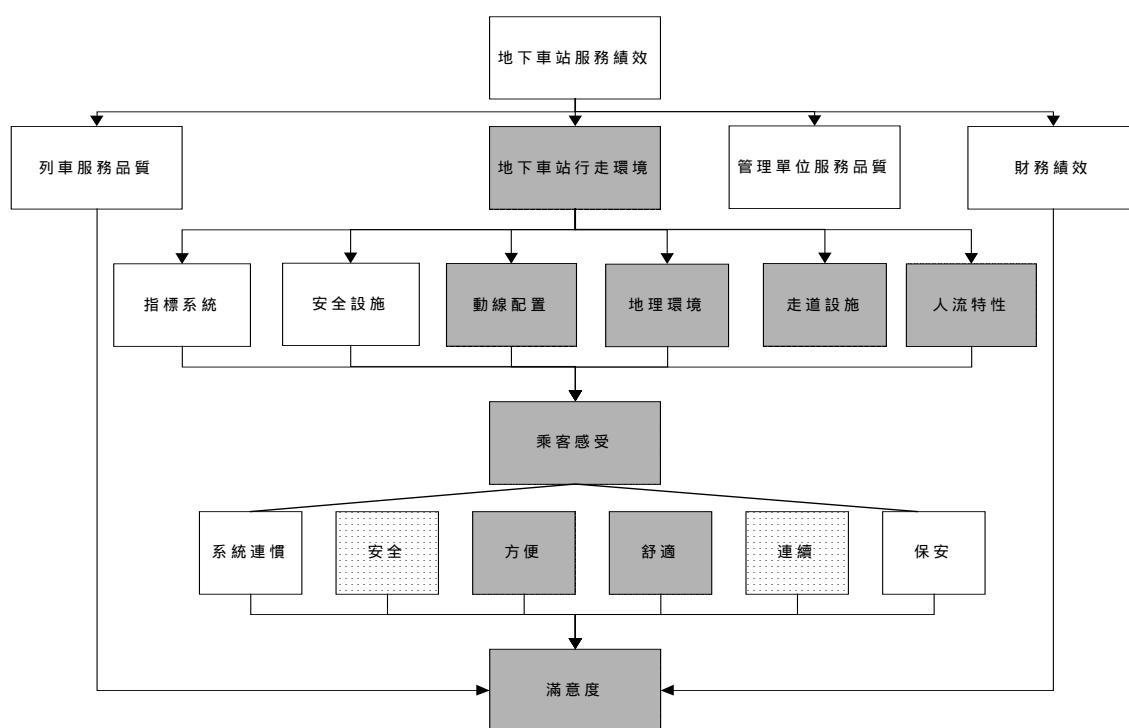 地下車站服務績效
列車服務品質
地下車站行走環境
管理單位服務品質
財務績效
指標系統
安全設施
動線配置
地理環境
走道設施
人流特性
乘客感受
系統連慣
安全
方便
舒適
連續
保安
滿意度